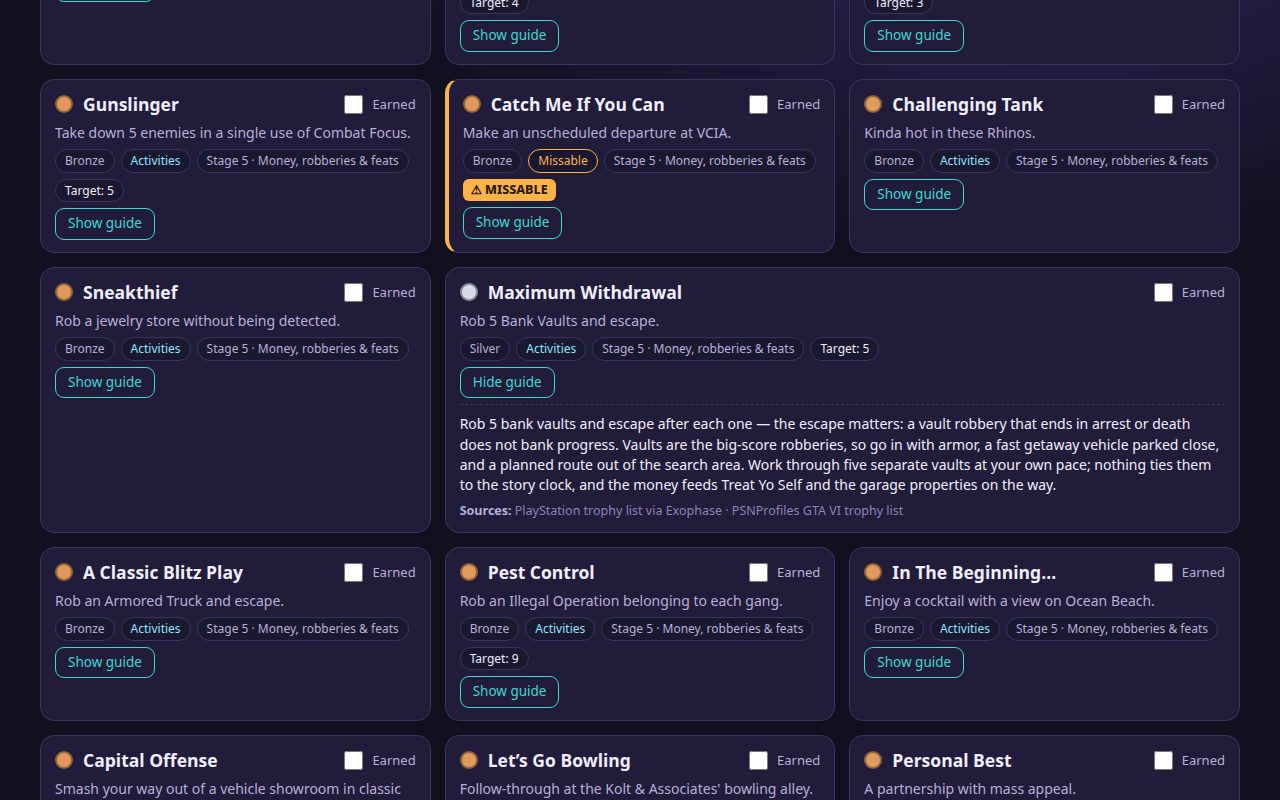 Target: 4
Target: 3
Show guide
Show guide
Gunslinger
Earned
Take down 5 enemies in a single use of Combat Focus.
Bronze
Activities
Stage 5 · Money, robberies & feats
Target: 5
Show guide
Catch Me If You Can
Earned
Make an unscheduled departure at VCIA.
Bronze
Missable
Stage 5 · Money, robberies & feats
⚠ MISSABLE
Show guide
Challenging Tank
Earned
Kinda hot in these Rhinos.
Bronze
Activities
Stage 5 · Money, robberies & feats
Show guide
Sneakthief
Earned
Rob a jewelry store without being detected.
Bronze
Activities
Stage 5 · Money, robberies & feats
Show guide
Maximum Withdrawal
Earned
Rob 5 Bank Vaults and escape.
Silver
Activities
Stage 5 · Money, robberies & feats
Target: 5
Hide guide
Rob 5 bank vaults and escape after each one — the escape matters: a vault robbery that ends in arrest or death
does not bank progress. Vaults are the big-score robberies, so go in with armor, a fast getaway vehicle parked close,
and a planned route out of the search area. Work through five separate vaults at your own pace; nothing ties them
to the story clock, and the money feeds Treat Yo Self and the garage properties on the way.
Sources: PlayStation trophy list via Exophase · PSNProfiles GTA VI trophy list
A Classic Blitz Play
Earned
Rob an Armored Truck and escape.
Bronze
Activities
Stage 5 · Money, robberies & feats
Show guide
Pest Control
Earned
Rob an Illegal Operation belonging to each gang.
Bronze
Activities
Stage 5 · Money, robberies & feats
Target: 9
Show guide
In The Beginning...
Earned
Enjoy a cocktail with a view on Ocean Beach.
Bronze
Activities
Stage 5 · Money, robberies & feats
Show guide
Capital Offense
Earned
Smash your way out of a vehicle showroom in classic
Let's Go Bowling
Earned
Follow-through at the Kolt & Associates' bowling alley.
Personal Best
Earned
A partnership with mass appeal.